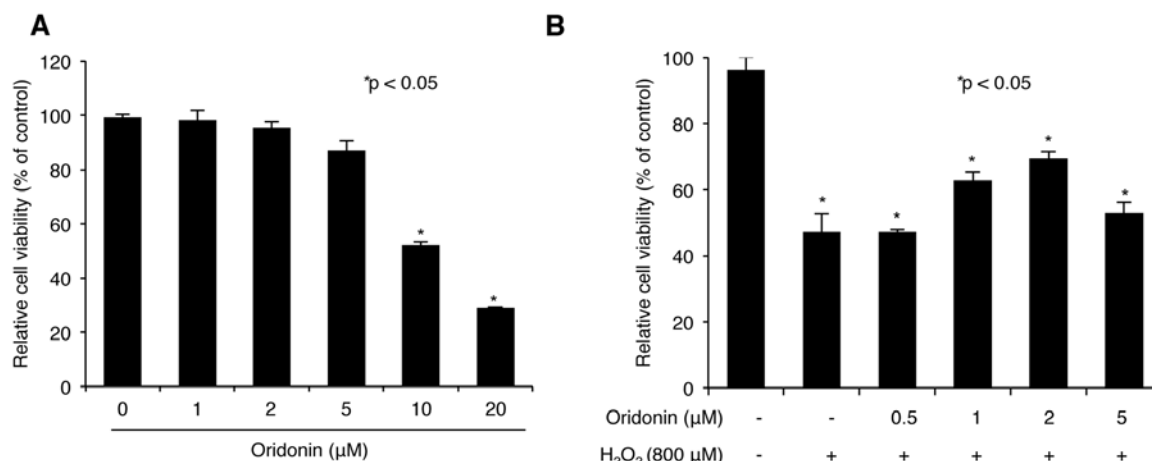 A
Relative cell viability (% of control)
120
100
80
60
40
20
0
*p < 0.05
*
*
0 1 2 5 10 20
Oridonin (μM)
B
Relative cell viability (% of control)
100
80
60
40
20
0
*p < 0.05
* * * * *
Oridonin (μM) - - 0.5 1 2 5
H2O2 (800 μM) - + + + + +